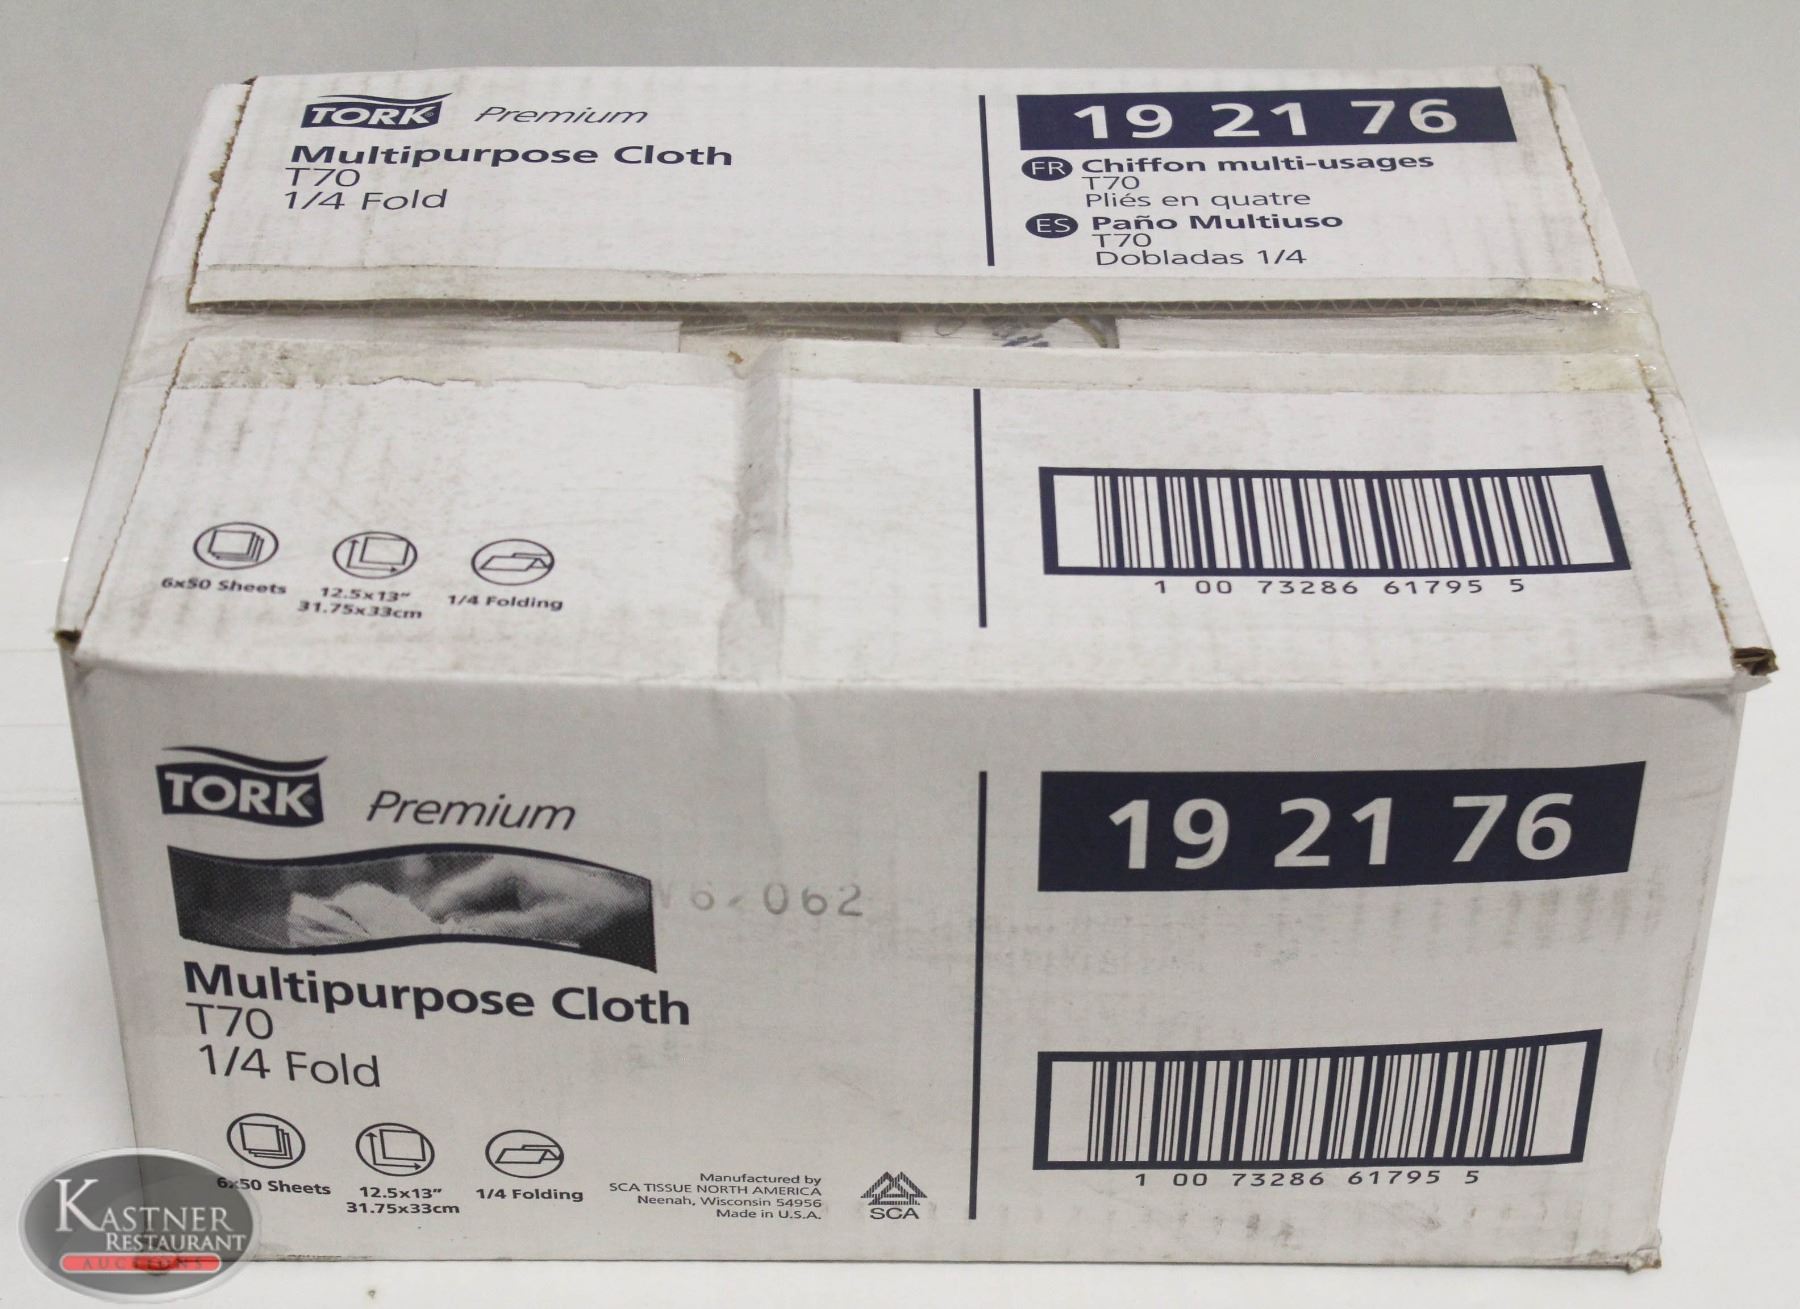 TORK Premium
Multipurpose Cloth
T70
1/4 Fold
19 21 76
FR Chiffon multi-usages
T70
Pliés en quatre
ES Paño Multiuso
T70
Dobladas 1/4
6x50 Sheets
12.5x13"
31.75x33cm
1/4 Folding
1 00 73286 61795 5
TORK® Premium
Multipurpose Cloth
T70
1/4 Fold
6x50 Sheets
12.5x13"
31.75x33cm
1/4 Folding
Manufactured by
SCA TISSUE NORTH AMERICA
Neenah, Wisconsin 54956
Made in U.S.A.
SCA
062
19 21 76
1 00 73286 61795 5
KASTNER
RESTAURANT
AUCTIONS